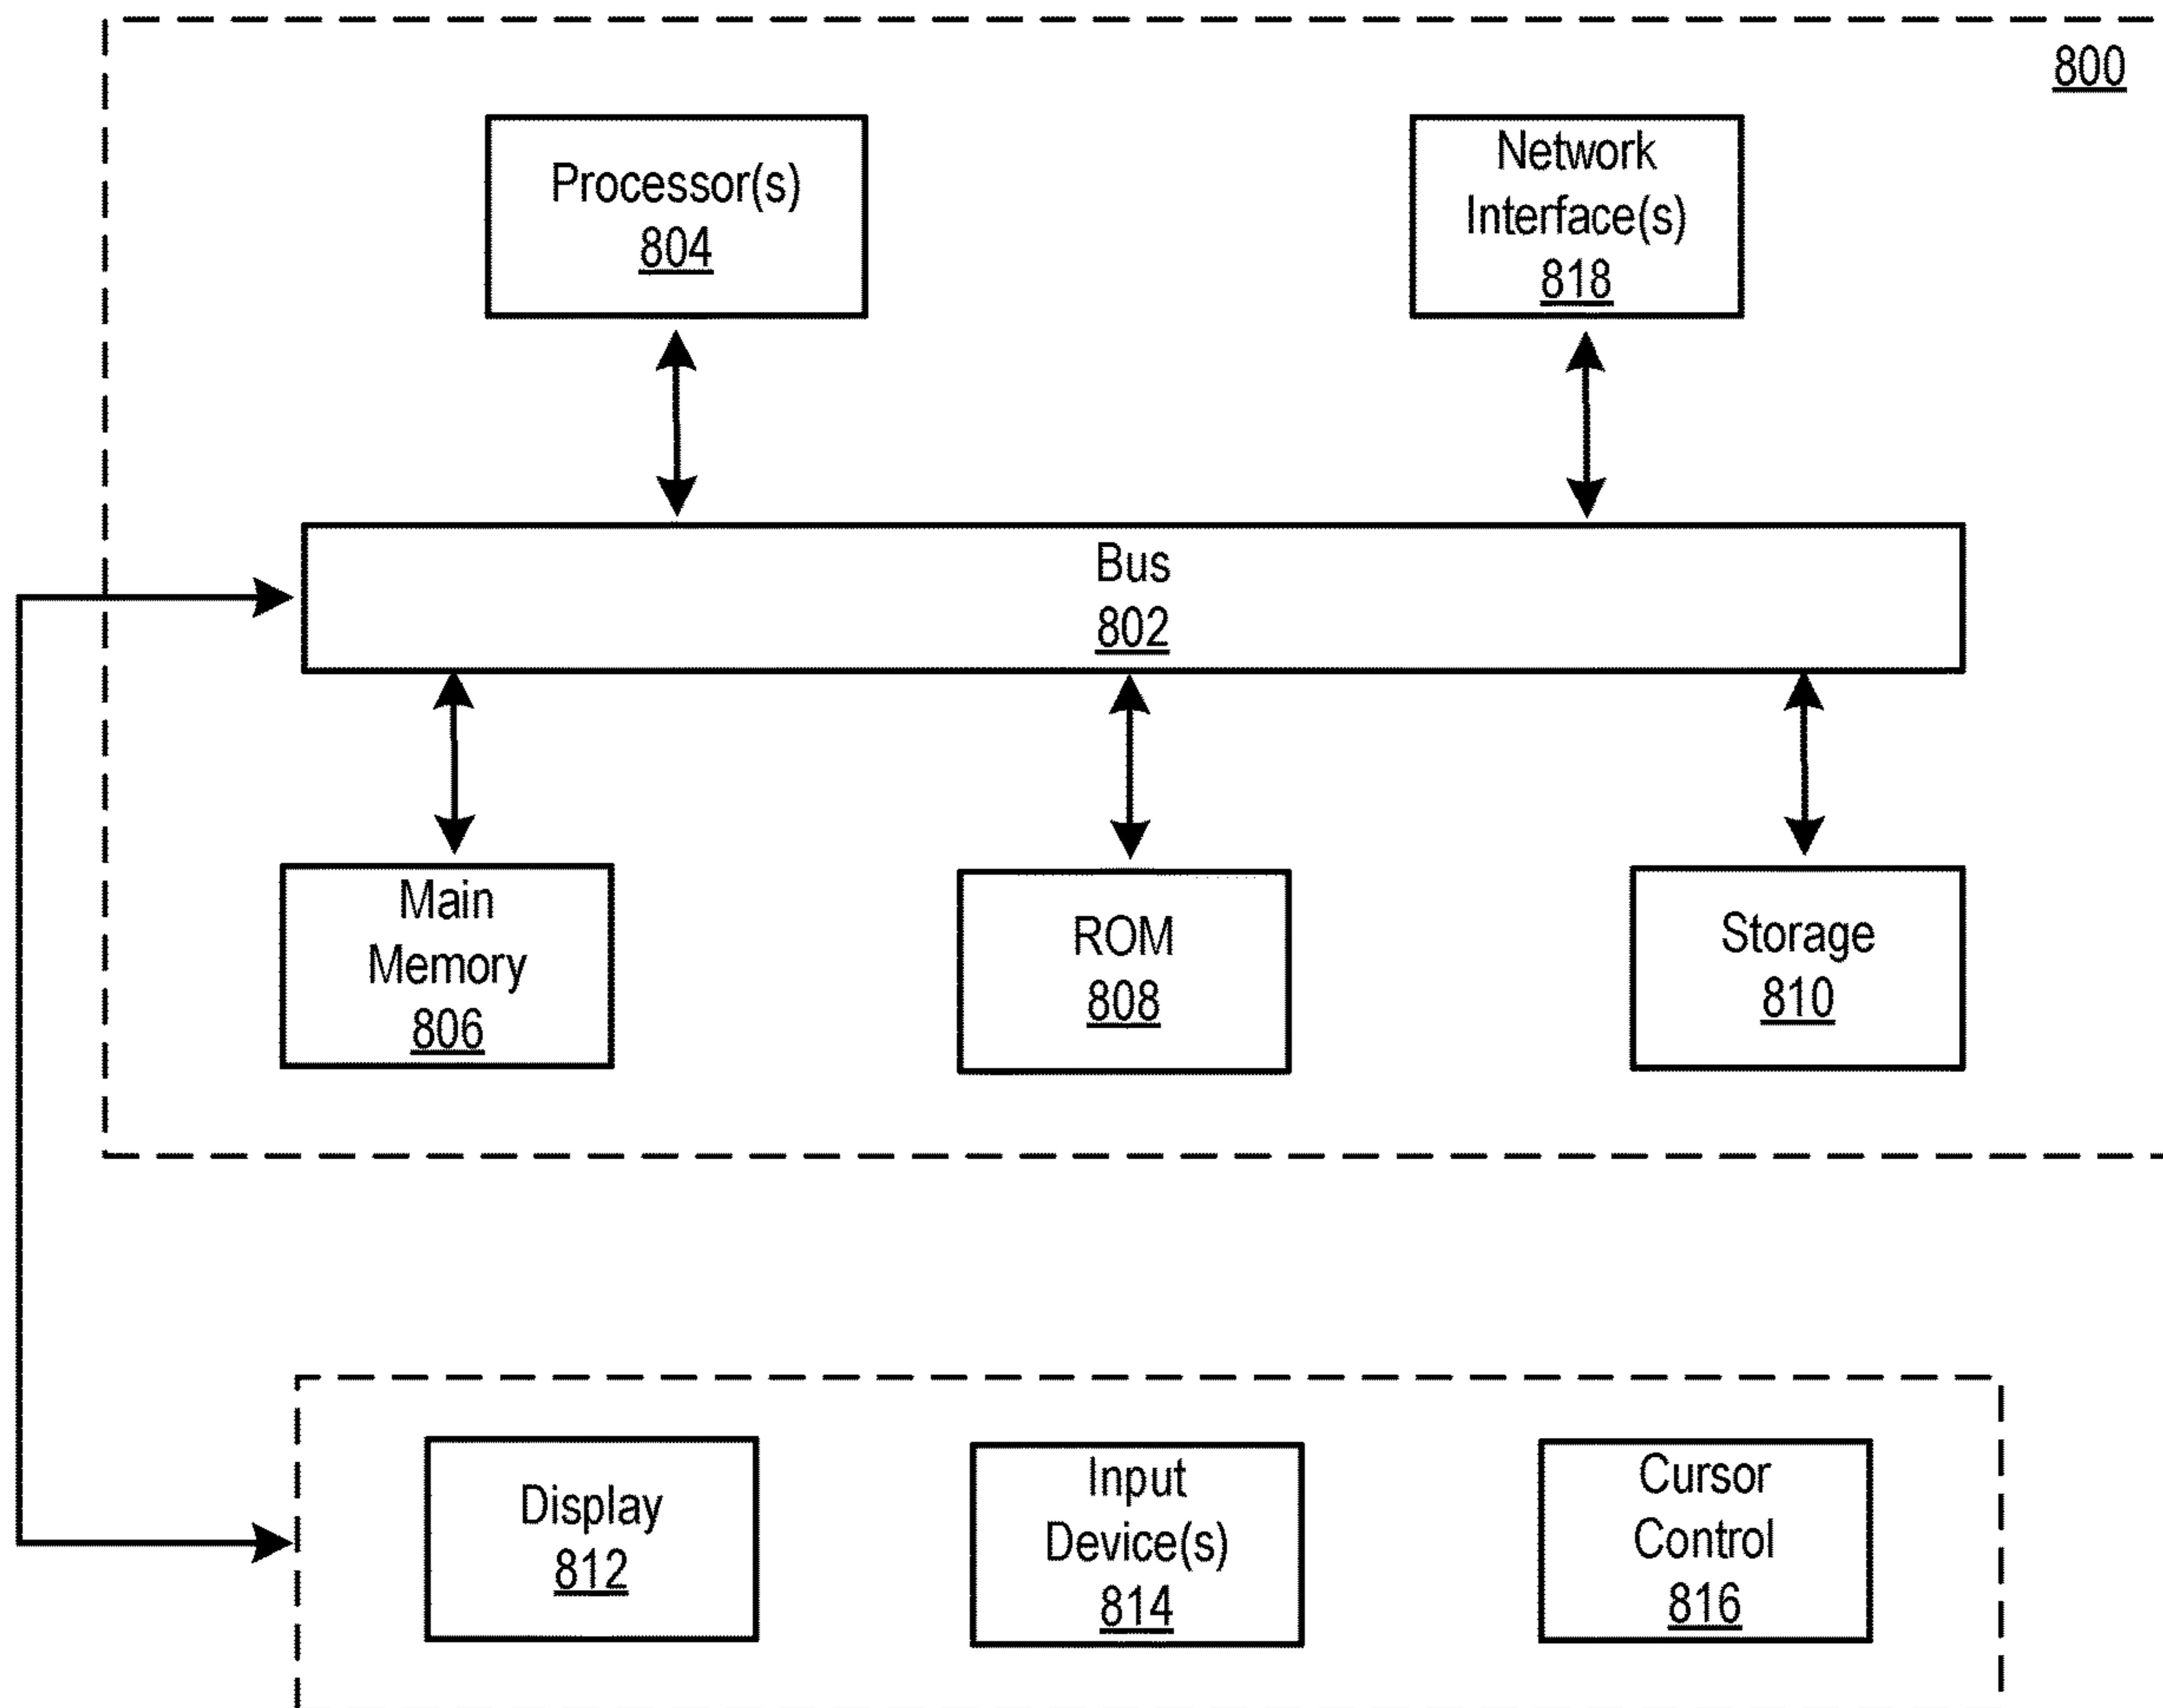 800
Processor(s)
804
Network
Interface(s)
818
Bus
802
Main
Memory
806
ROM
808
Storage
810
Display
812
Input
Device(s)
814
Cursor
Control
816